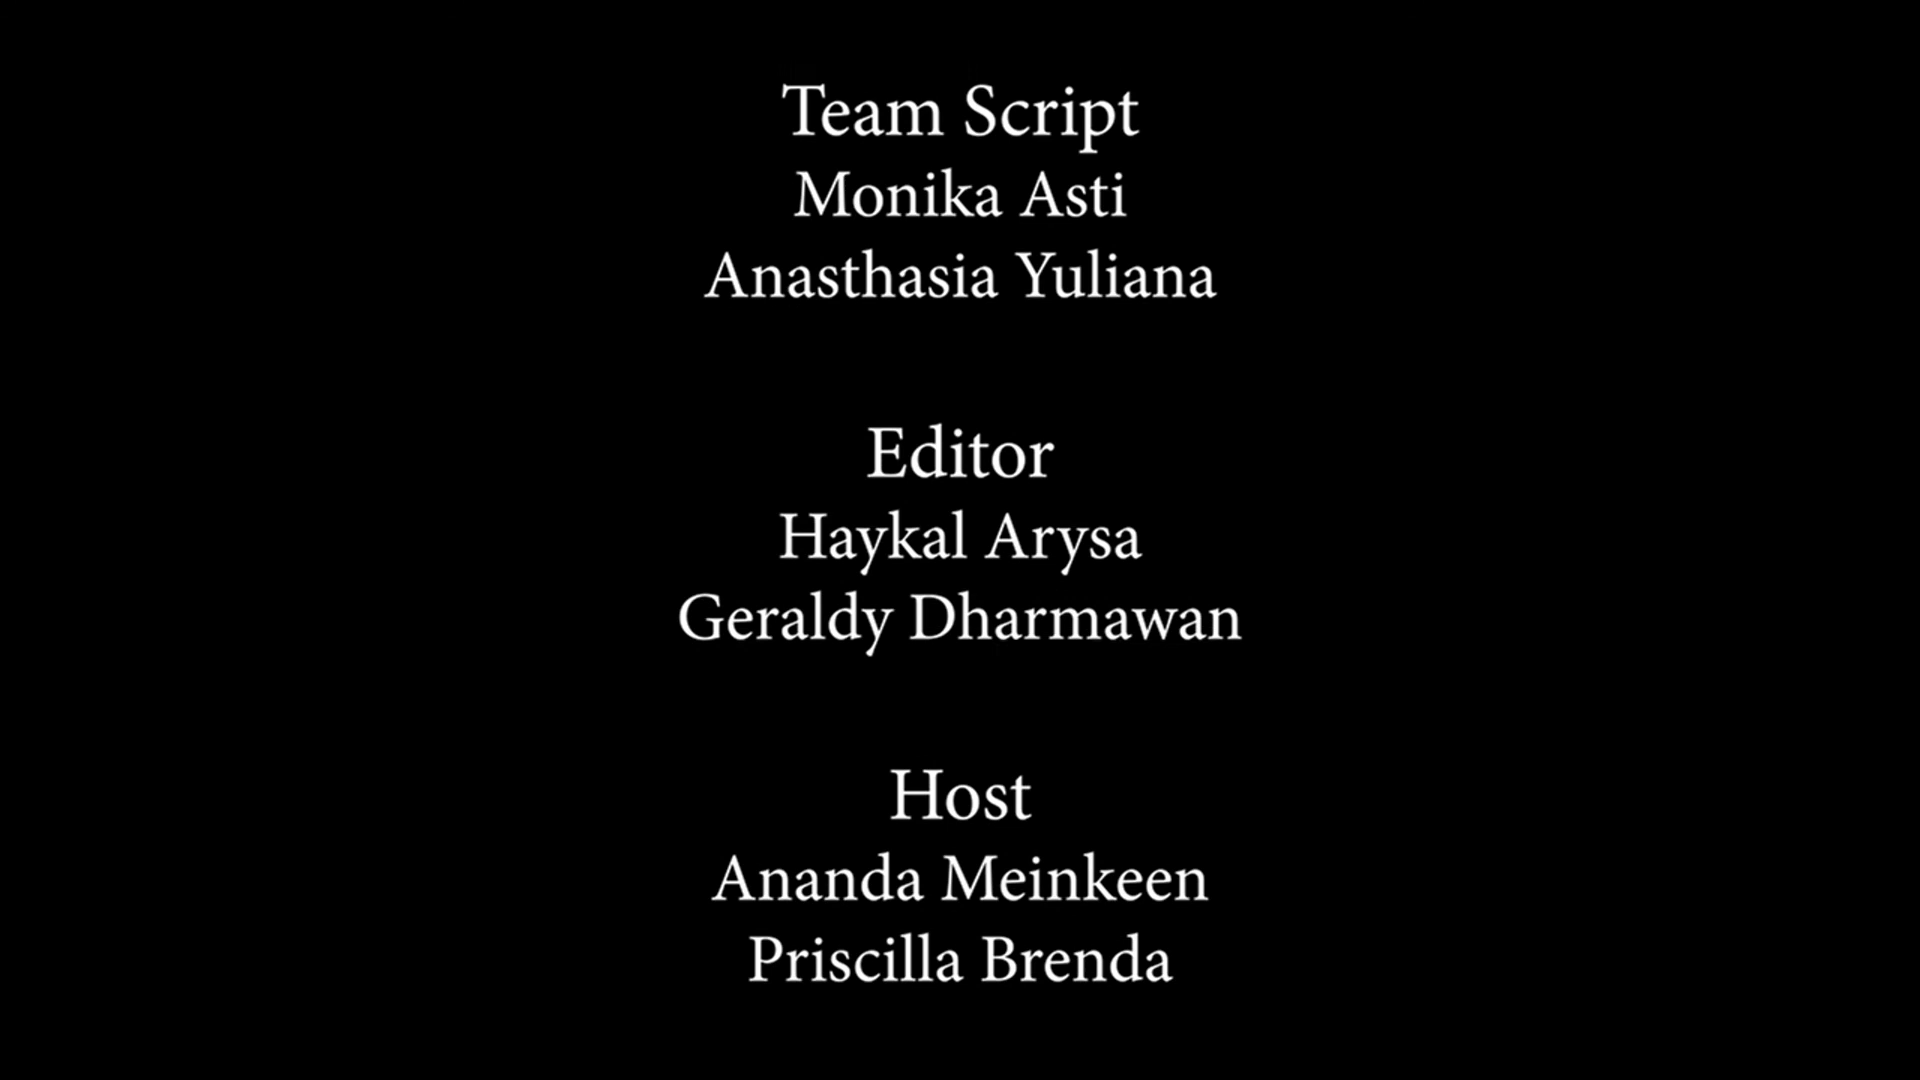 Team Script
Monika Asti
Anasthasia Yuliana
Editor
Haykal Arysa
Geraldy Dharmawan
Host
Ananda Meinkeen
Priscilla Brenda